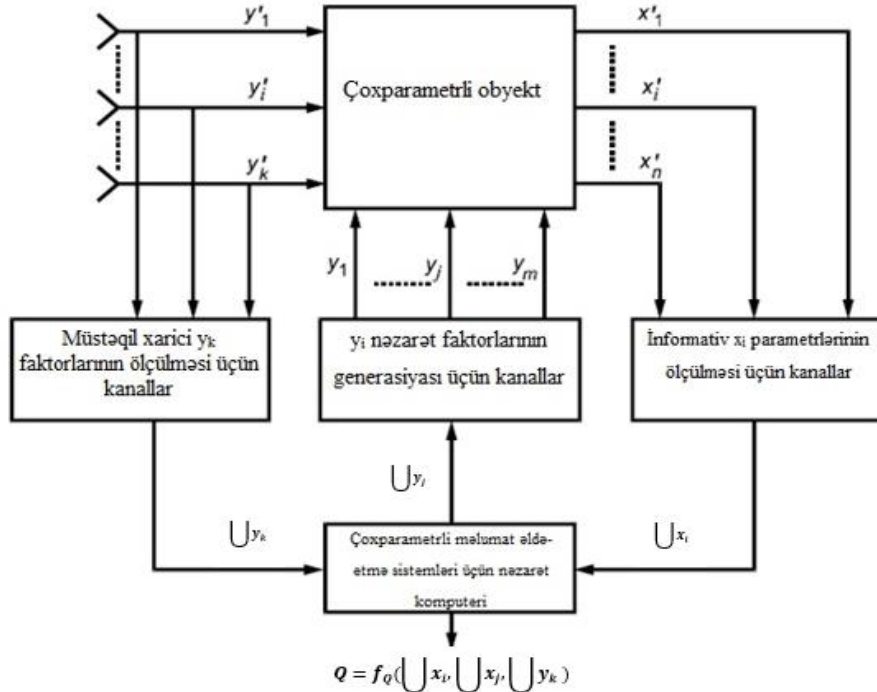 y'₁
x'₁
Çoxparametrli obyekt
y'ᵢ
x'ᵢ
y'ₖ
x'ₙ
y₁ ........ yⱼ ........ yₘ
Müstəqil xarici yₖ
faktorlarının ölçülməsi üçün
kanallar
yᵢ nəzarət faktorlarının
generasiyası üçün kanallar
İnformativ xᵢ parametrlərinin
ölçülməsi üçün kanallar
⋃yₖ
⋃yᵢ
⋃xᵢ
Çoxparametrli məlumat əldə-
etmə sistemləri üçün nəzarət
komputeri
Q = f_Q(⋃xᵢ, ⋃xⱼ, ⋃yₖ)